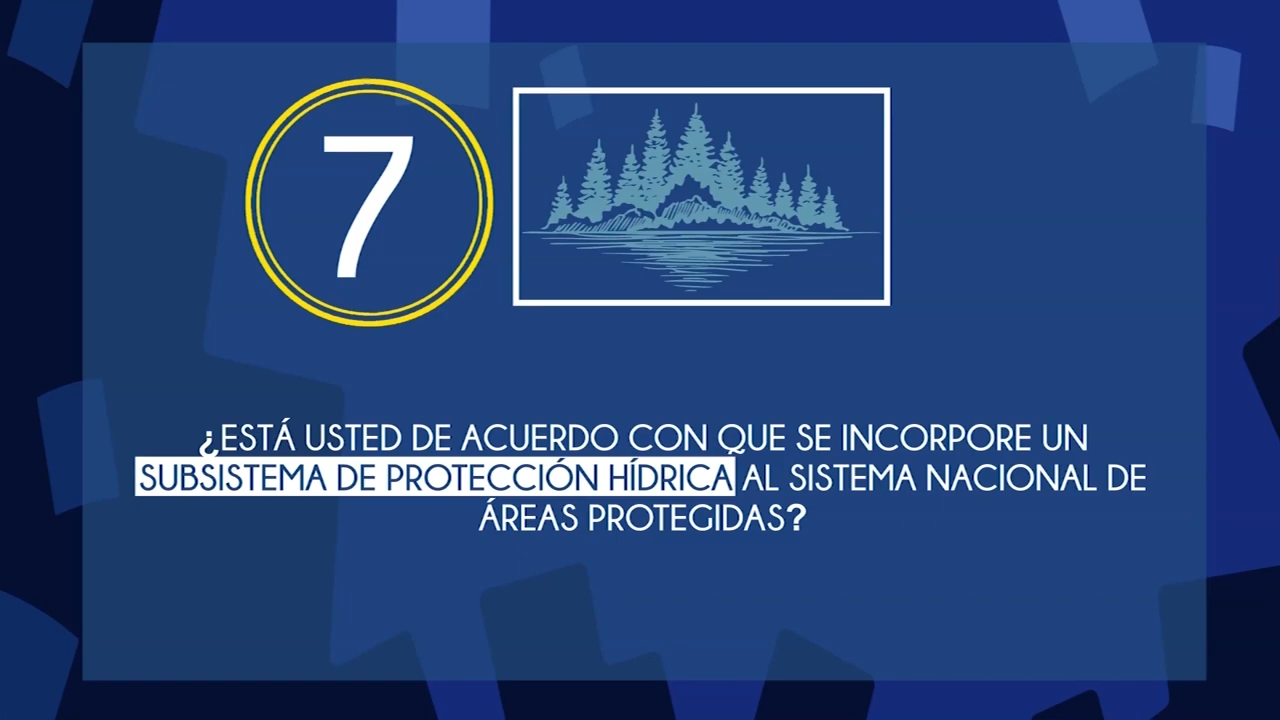 7
¿ESTÁ USTED DE ACUERDO CON QUE SE INCORPORE UN
SUBSISTEMA DE PROTECCIÓN HÍDRICA AL SISTEMA NACIONAL DE
ÁREAS PROTEGIDAS?